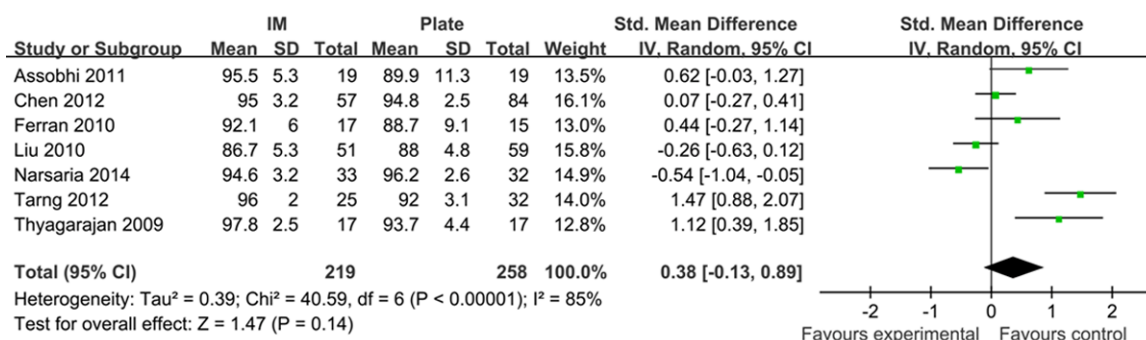 IM Plate Std. Mean Difference Std. Mean Difference
Study or Subgroup Mean SD Total Mean SD Total Weight IV, Random, 95% CI IV, Random, 95% CI
Assobhi 2011 95.5 5.3 19 89.9 11.3 19 13.5% 0.62 [-0.03, 1.27]
Chen 2012 95 3.2 57 94.8 2.5 84 16.1% 0.07 [-0.27, 0.41]
Ferran 2010 92.1 6 17 88.7 9.1 15 13.0% 0.44 [-0.27, 1.14]
Liu 2010 86.7 5.3 51 88 4.8 59 15.8% -0.26 [-0.63, 0.12]
Narsaria 2014 94.6 3.2 33 96.2 2.6 32 14.9% -0.54 [-1.04, -0.05]
Tarng 2012 96 2 25 92 3.1 32 13.8% 1.47 [0.88, 2.07]
Thyagarajan 2009 97.8 2.5 17 93.7 4.4 17 12.8% 1.12 [0.39, 1.85]
Total (95% CI) 219 258 100.0% 0.38 [-0.13, 0.89]
Heterogeneity: Tau² = 0.39; Chi² = 40.59, df = 6 (P < 0.00001); I² = 85%
Test for overall effect: Z = 1.47 (P = 0.14)
-2 -1 0 1 2
Favours experimental Favours control